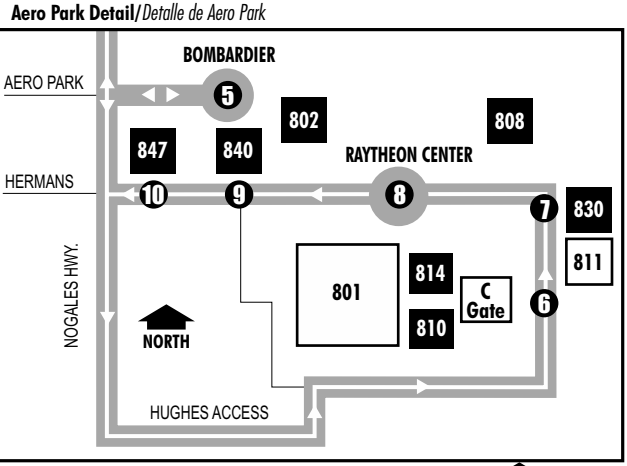 Aero Park Detail/Detalle de Aero Park
BOMBARDIER
AERO PARK
5
802
808
847
840
RAYTHEON CENTER
HERMANS
10
9
8
7
830
811
801
814
C
Gate
6
810
NOGALES HWY.
NORTH
HUGHES ACCESS